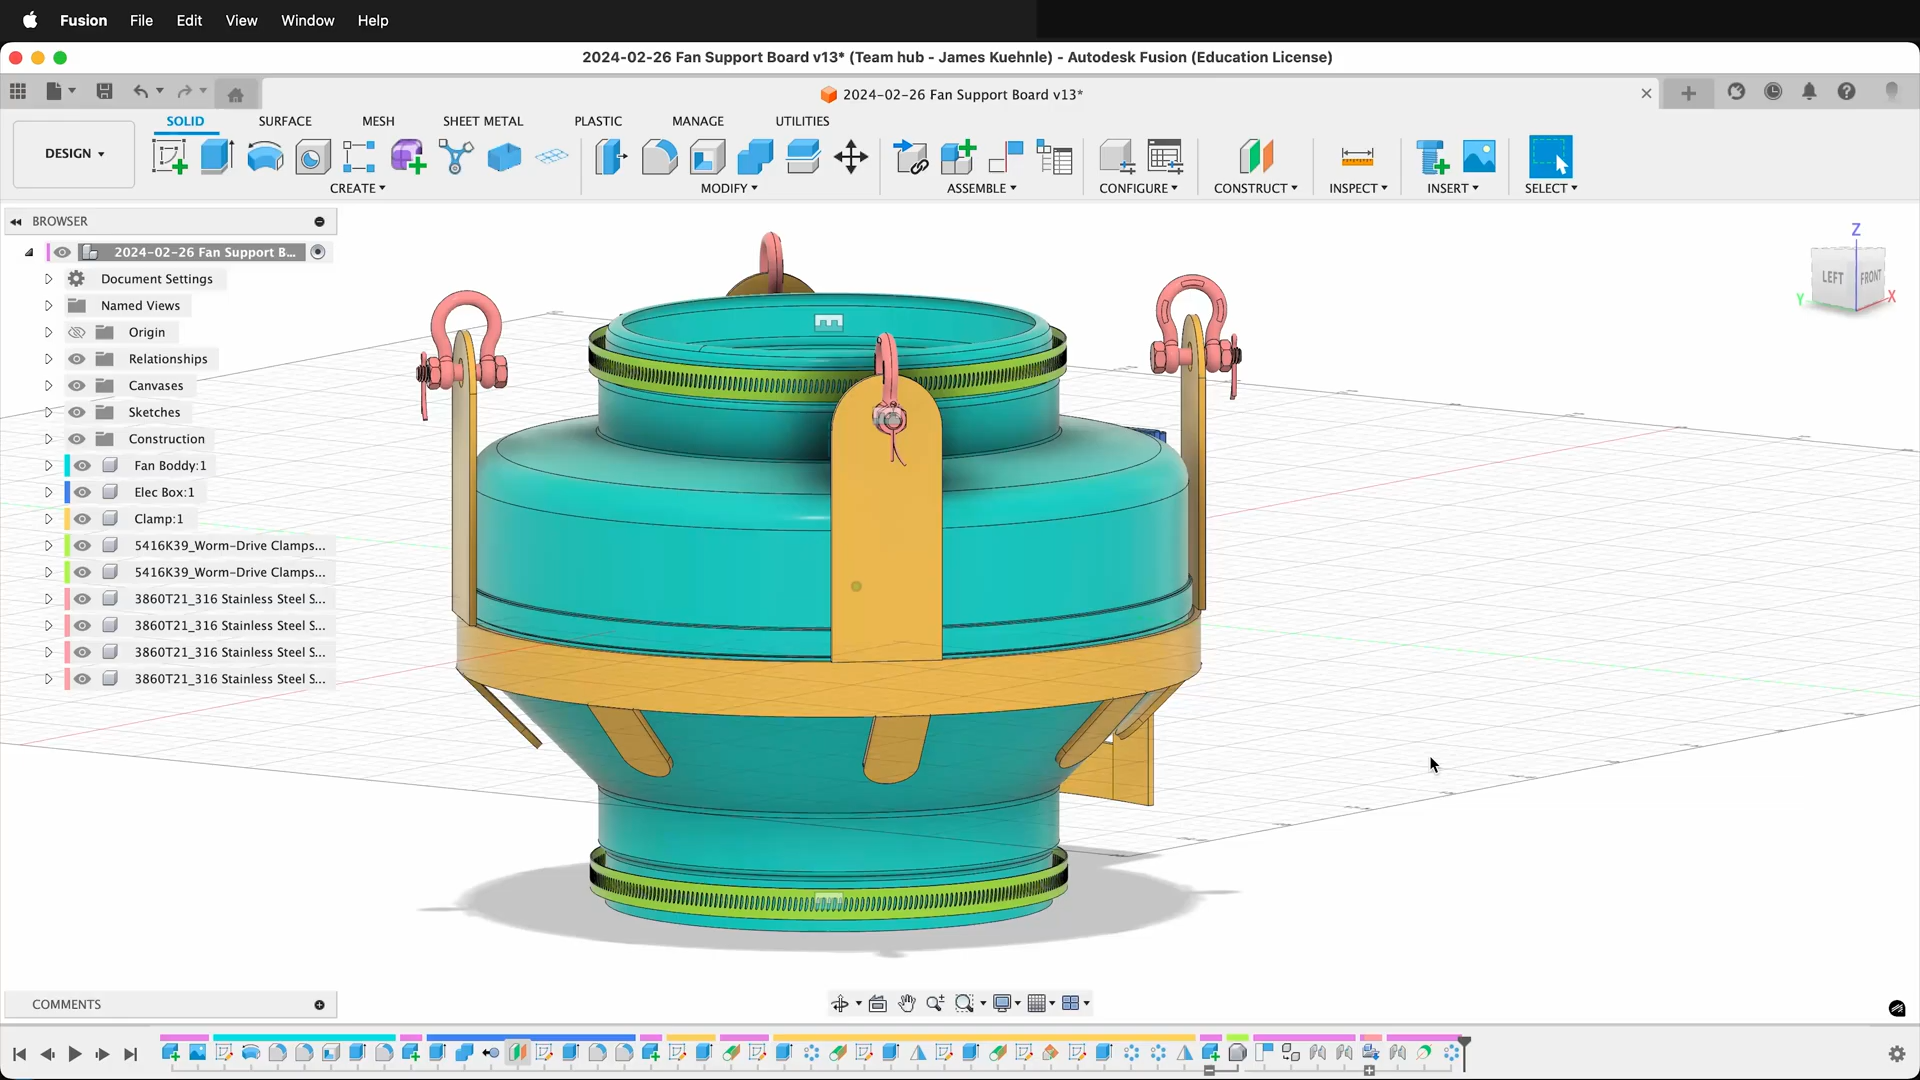 Fusion File Edit View Window Help
2024-02-26 Fan Support Board v13* (Team hub - James Kuehnle) - Autodesk Fusion (Education License)
2024-02-26 Fan Support Board v13*
SOLID SURFACE MESH SHEET METAL PLASTIC MANAGE UTILITIES
DESIGN
CREATE MODIFY ASSEMBLE CONFIGURE CONSTRUCT INSPECT INSERT SELECT
BROWSER
2024-02-26 Fan Support B...
Document Settings
Named Views
Origin
Relationships
Canvases
Sketches
Construction
Fan Boddy:1
Elec Box:1
Clamp:1
5416K39_Worm-Drive Clamps...
5416K39_Worm-Drive Clamps...
3860T21_316 Stainless Steel S...
3860T21_316 Stainless Steel S...
3860T21_316 Stainless Steel S...
3860T21_316 Stainless Steel S...
Z
LEFT FRONT
Y X
COMMENTS